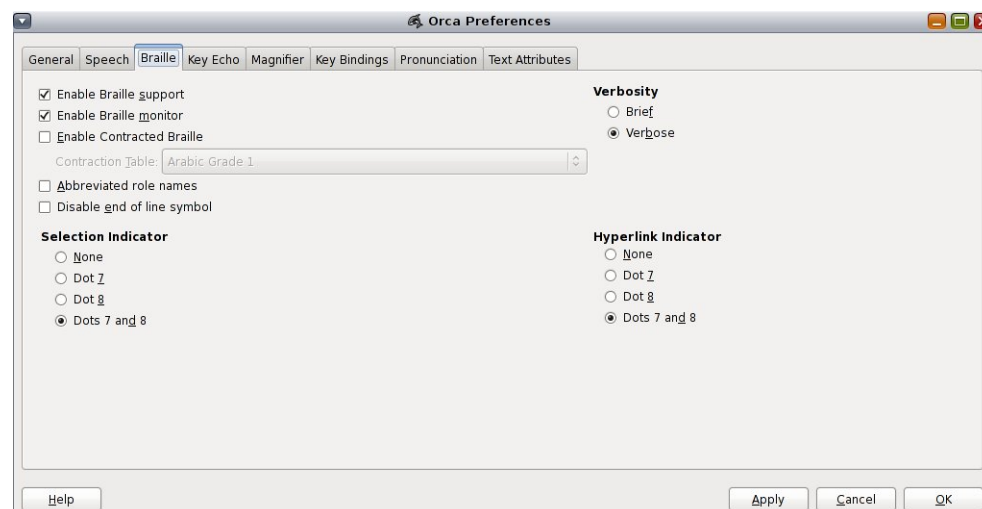 Orca Preferences
General Speech Braille Key Echo Magnifier Key Bindings Pronunciation Text Attributes
Enable Braille support
Enable Braille monitor
Enable Contracted Braille
Contraction Table: Arabic Grade 1
Abbreviated role names
Disable end of line symbol
Verbosity
Brief
Verbose
Selection Indicator
None
Dot 7
Dot 8
Dots 7 and 8
Hyperlink Indicator
None
Dot 7
Dot 8
Dots 7 and 8
Help Apply Cancel OK